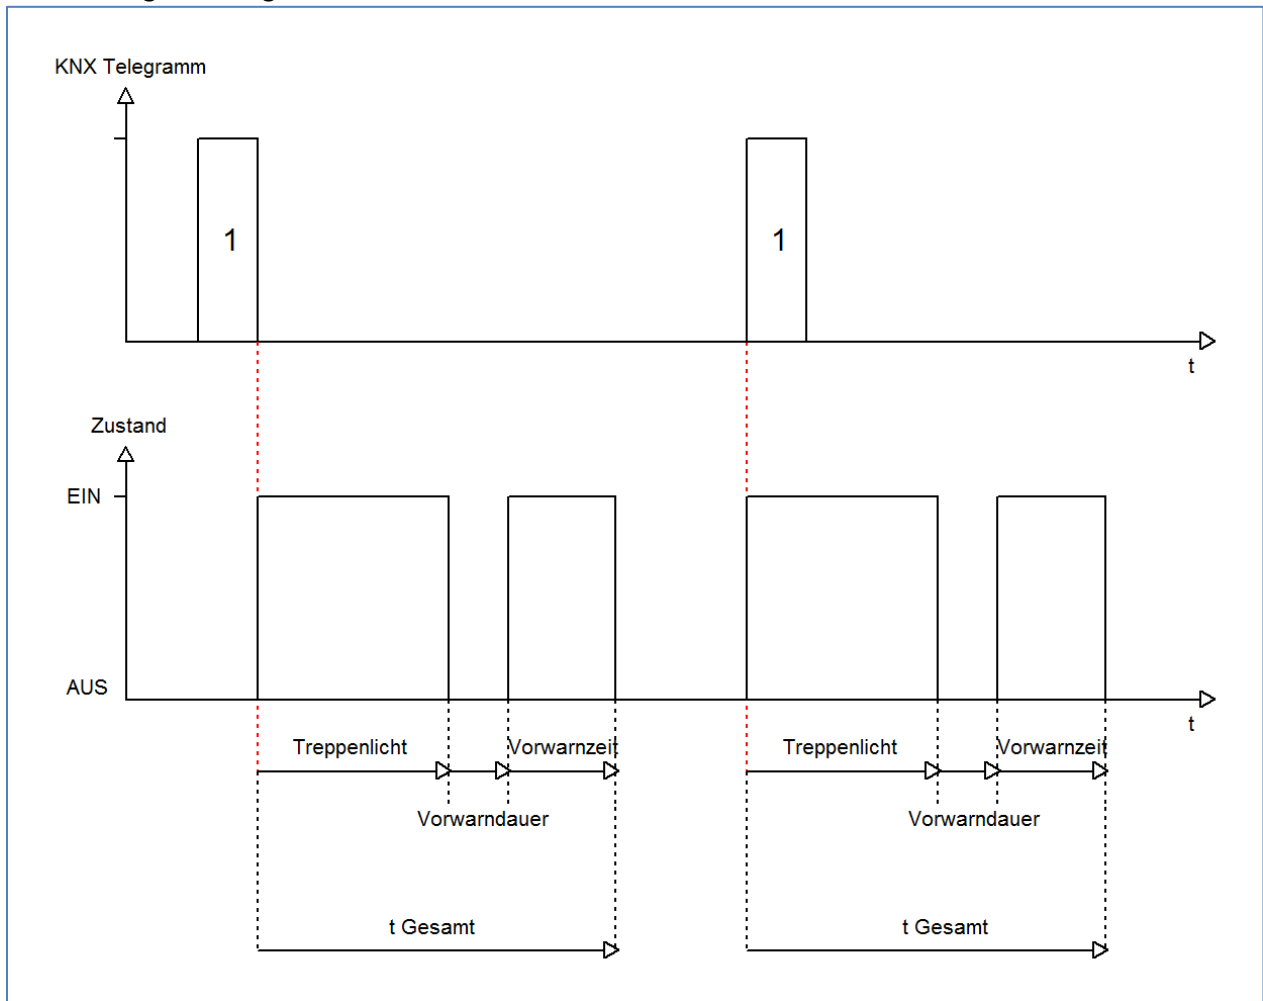 KNX Telegramm
1
1
t
Zustand
EIN
AUS
t
Treppenlicht
Vorwarnzeit
Treppenlicht
Vorwarnzeit
Vorwarndauer
Vorwarndauer
t Gesamt
t Gesamt